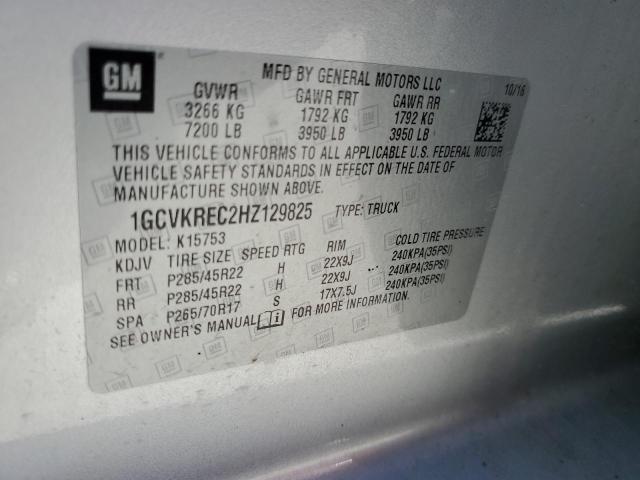 GM
MFD BY GENERAL MOTORS LLC
10/16
GVWR GAWR FRT GAWR RR
3266 KG 1792 KG 1792 KG
7200 LB 3950 LB 3950 LB
THIS VEHICLE CONFORMS TO ALL APPLICABLE U.S. FEDERAL MOTOR
VEHICLE SAFETY STANDARDS IN EFFECT ON THE DATE OF
MANUFACTURE SHOWN ABOVE.
1GCVKREC2HZ129825 TYPE: TRUCK
MODEL: K15753
KDJV TIRE SIZE SPEED RTG RIM COLD TIRE PRESSURE
FRT P285/45R22 H 22X9J 240KPA(35PSI)
RR P285/45R22 H 22X9J 240KPA(35PSI)
SPA P265/70R17 S 17X7.5J 240KPA(35PSI)
SEE OWNER'S MANUAL FOR MORE INFORMATION.